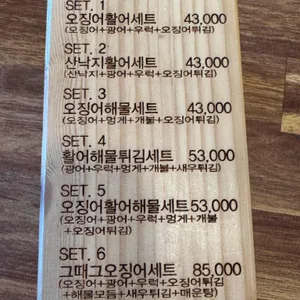 SET. 1
오징어활어세트 43,000
(오징어+광어+우럭+오징어튀김)
SET. 2
산낙지활어세트 43,000
(산낙지+광어+우럭+오징어튀김)
SET. 3
오징어해물세트 43,000
(오징어+멍게+개불+오징어튀김)
SET. 4
활어해물튀김세트 53,000
(광어+우럭+멍게+개불+새우튀김)
SET. 5
오징어활어해물세트53,000
(오징어+광어+우럭+멍게+개불
+오징어튀김)
SET. 6
그때그오징어세트 85,000
(오징어+광어+우럭+오징어튀김
+해물모듬+새우튀김+매운탕)